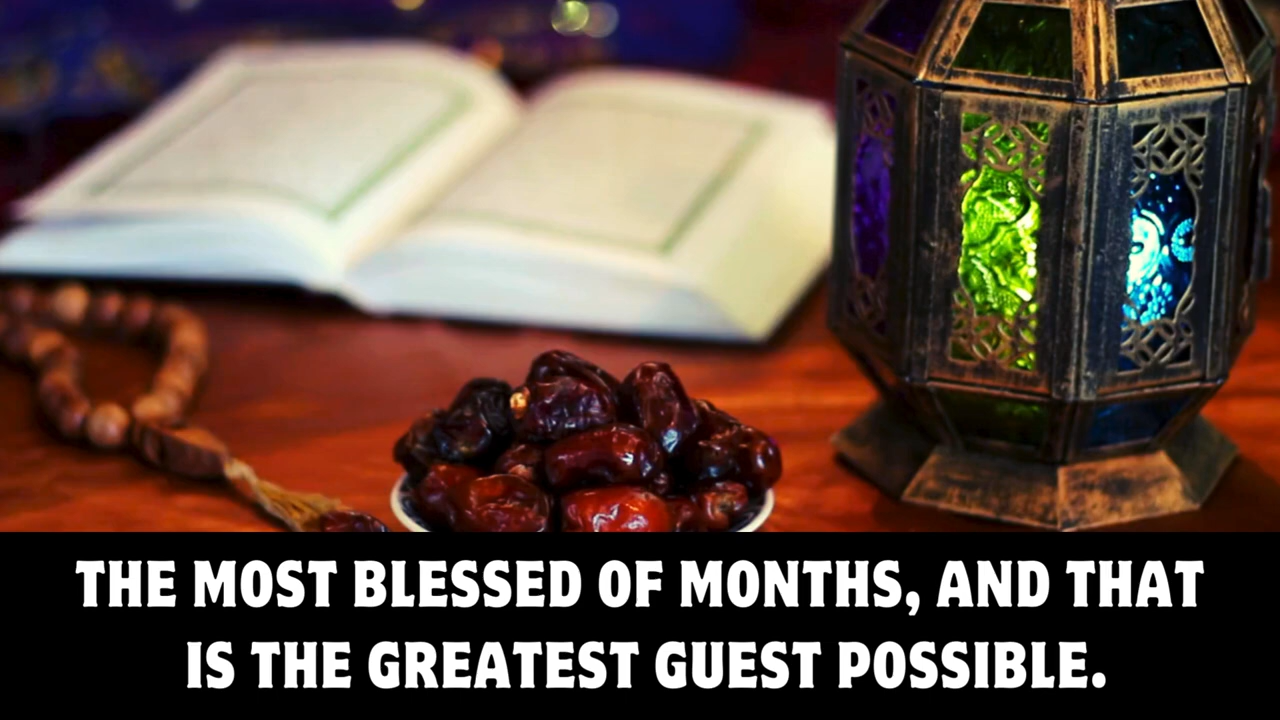 THE MOST BLESSED OF MONTHS, AND THAT
IS THE GREATEST GUEST POSSIBLE.